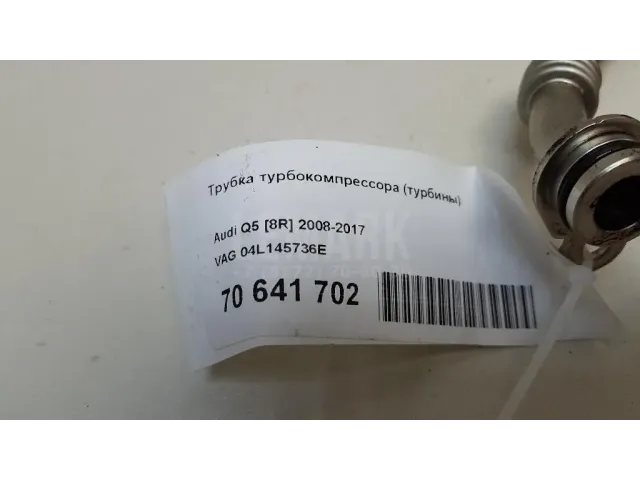 Трубка турбокомпрессора (турбины)
Audi Q5 [8R] 2008-2017
VAG 04L145736E
70 641 702